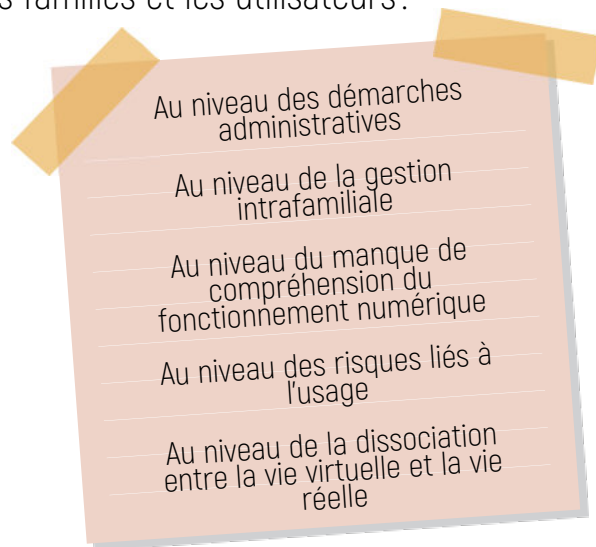 s familles et les utilisateurs.
Au niveau des démarches
administratives
Au niveau de la gestion
intrafamiliale
Au niveau du manque de
compréhension du
fonctionnement numérique
Au niveau des risques liés à
l'usage
Au niveau de la dissociation
entre la vie virtuelle et la vie
réelle